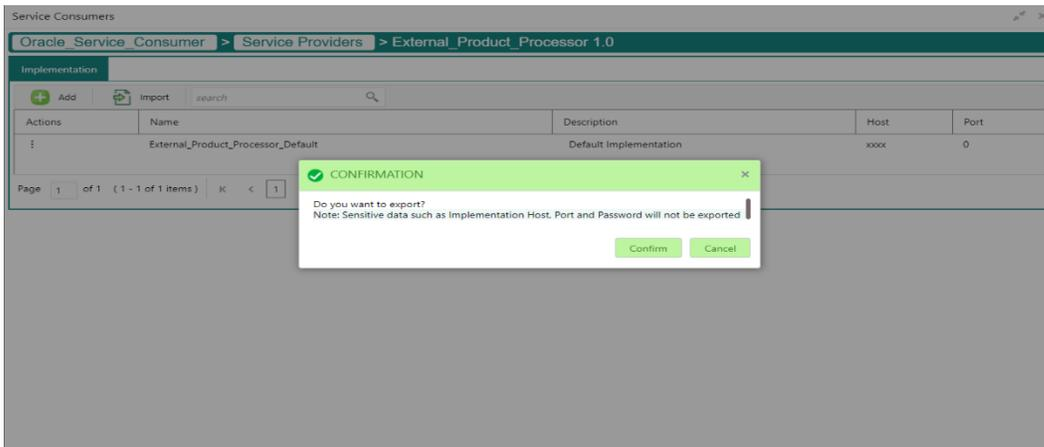 Service Consumers
Oracle_Service_Consumer > Service Providers > External_Product_Processor 1.0
Implementation
Add Import search
Actions Name Description Host Port
External_Product_Processor_Default Default Implementation xxxx 0
Page 1 of 1 (1 - 1 of 1 items) K < 1
CONFIRMATION
Do you want to export?
Note: Sensitive data such as Implementation Host, Port and Password will not be exported
Confirm Cancel